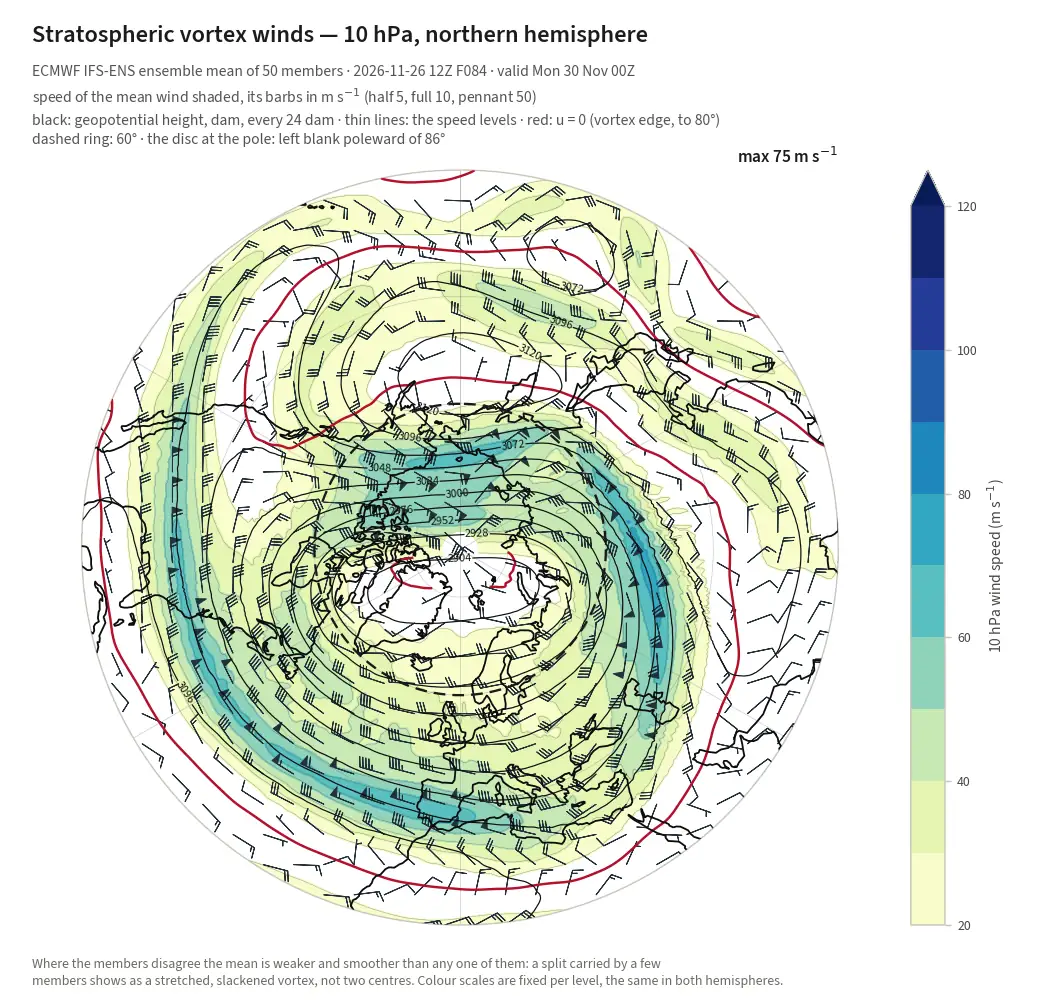 Stratospheric vortex winds — 10 hPa, northern hemisphere
ECMWF IFS-ENS ensemble mean of 50 members · 2026-11-26 12Z F084 · valid Mon 30 Nov 00Z
speed of the mean wind shaded, its barbs in m s⁻¹ (half 5, full 10, pennant 50)
black: geopotential height, dam, every 24 dam · thin lines: the speed levels · red: u = 0 (vortex edge, to 80°)
dashed ring: 60° · the disc at the pole: left blank poleward of 86°
max 75 m s⁻¹
120
100
80
60
40
20
10 hPa wind speed (m s⁻¹)
3072
3096
3120
3096
3072
3048
3000
2952
2928
2904
3096
Where the members disagree the mean is weaker and smoother than any one of them: a split carried by a few
members shows as a stretched, slackened vortex, not two centres. Colour scales are fixed per level, the same in both hemispheres.